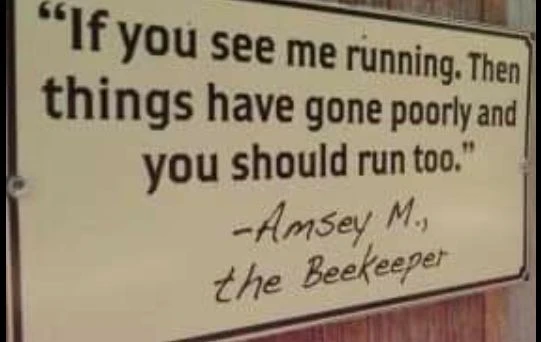 “If you see me running. Then
things have gone poorly and
you should run too.”
-Amsey M.,
the Beekeeper